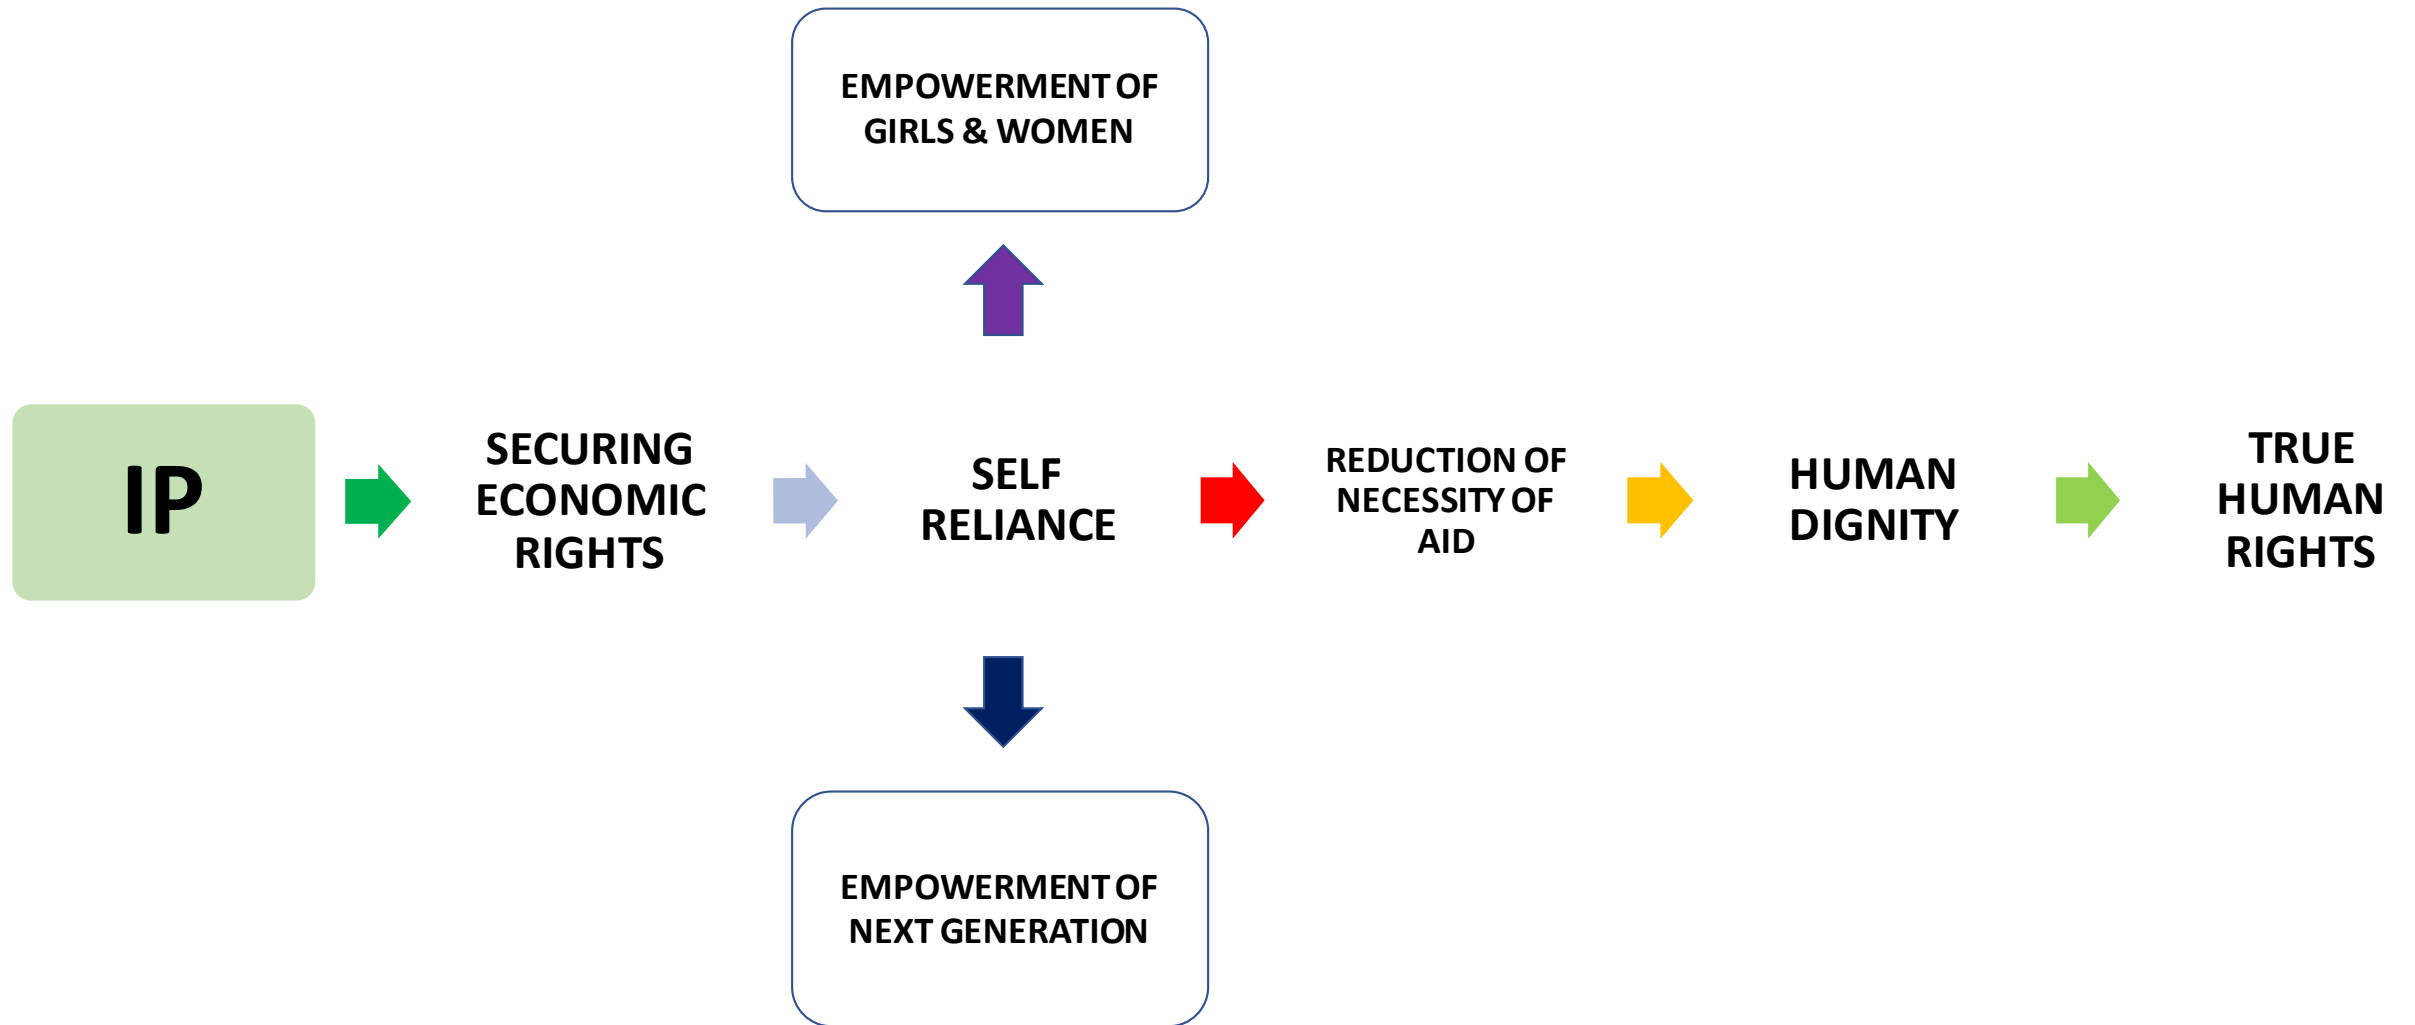 EMPOWERMENT OF
GIRLS & WOMEN
IP
SECURING
ECONOMIC
RIGHTS
SELF
RELIANCE
REDUCTION OF
NECESSITY OF
AID
HUMAN
DIGNITY
TRUE
HUMAN
RIGHTS
EMPOWERMENT OF
NEXT GENERATION